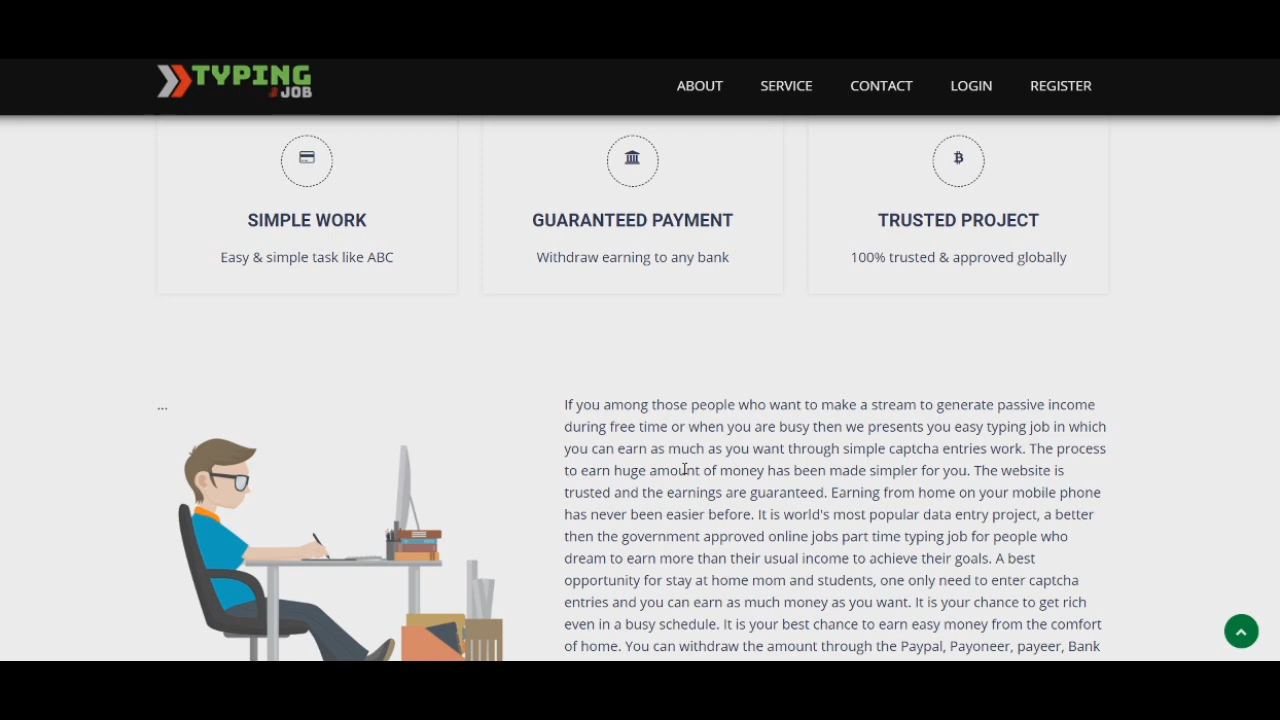 TYPING
JOB
ABOUT
SERVICE
CONTACT
LOGIN
REGISTER
SIMPLE WORK
Easy & simple task like ABC
GUARANTEED PAYMENT
Withdraw earning to any bank
TRUSTED PROJECT
100% trusted & approved globally
...
If you among those people who want to make a stream to generate passive income
during free time or when you are busy then we presents you easy typing job in which
you can earn as much as you want through simple captcha entries work. The process
to earn huge amount of money has been made simpler for you. The website is
trusted and the earnings are guaranteed. Earning from home on your mobile phone
has never been easier before. It is world's most popular data entry project, a better
then the government approved online jobs part time typing job for people who
dream to earn more than their usual income to achieve their goals. A best
opportunity for stay at home mom and students, one only need to enter captcha
entries and you can earn as much money as you want. It is your chance to get rich
even in a busy schedule. It is your best chance to earn easy money from the comfort
of home. You can withdraw the amount through the Paypal, Payoneer, payeer, Bank